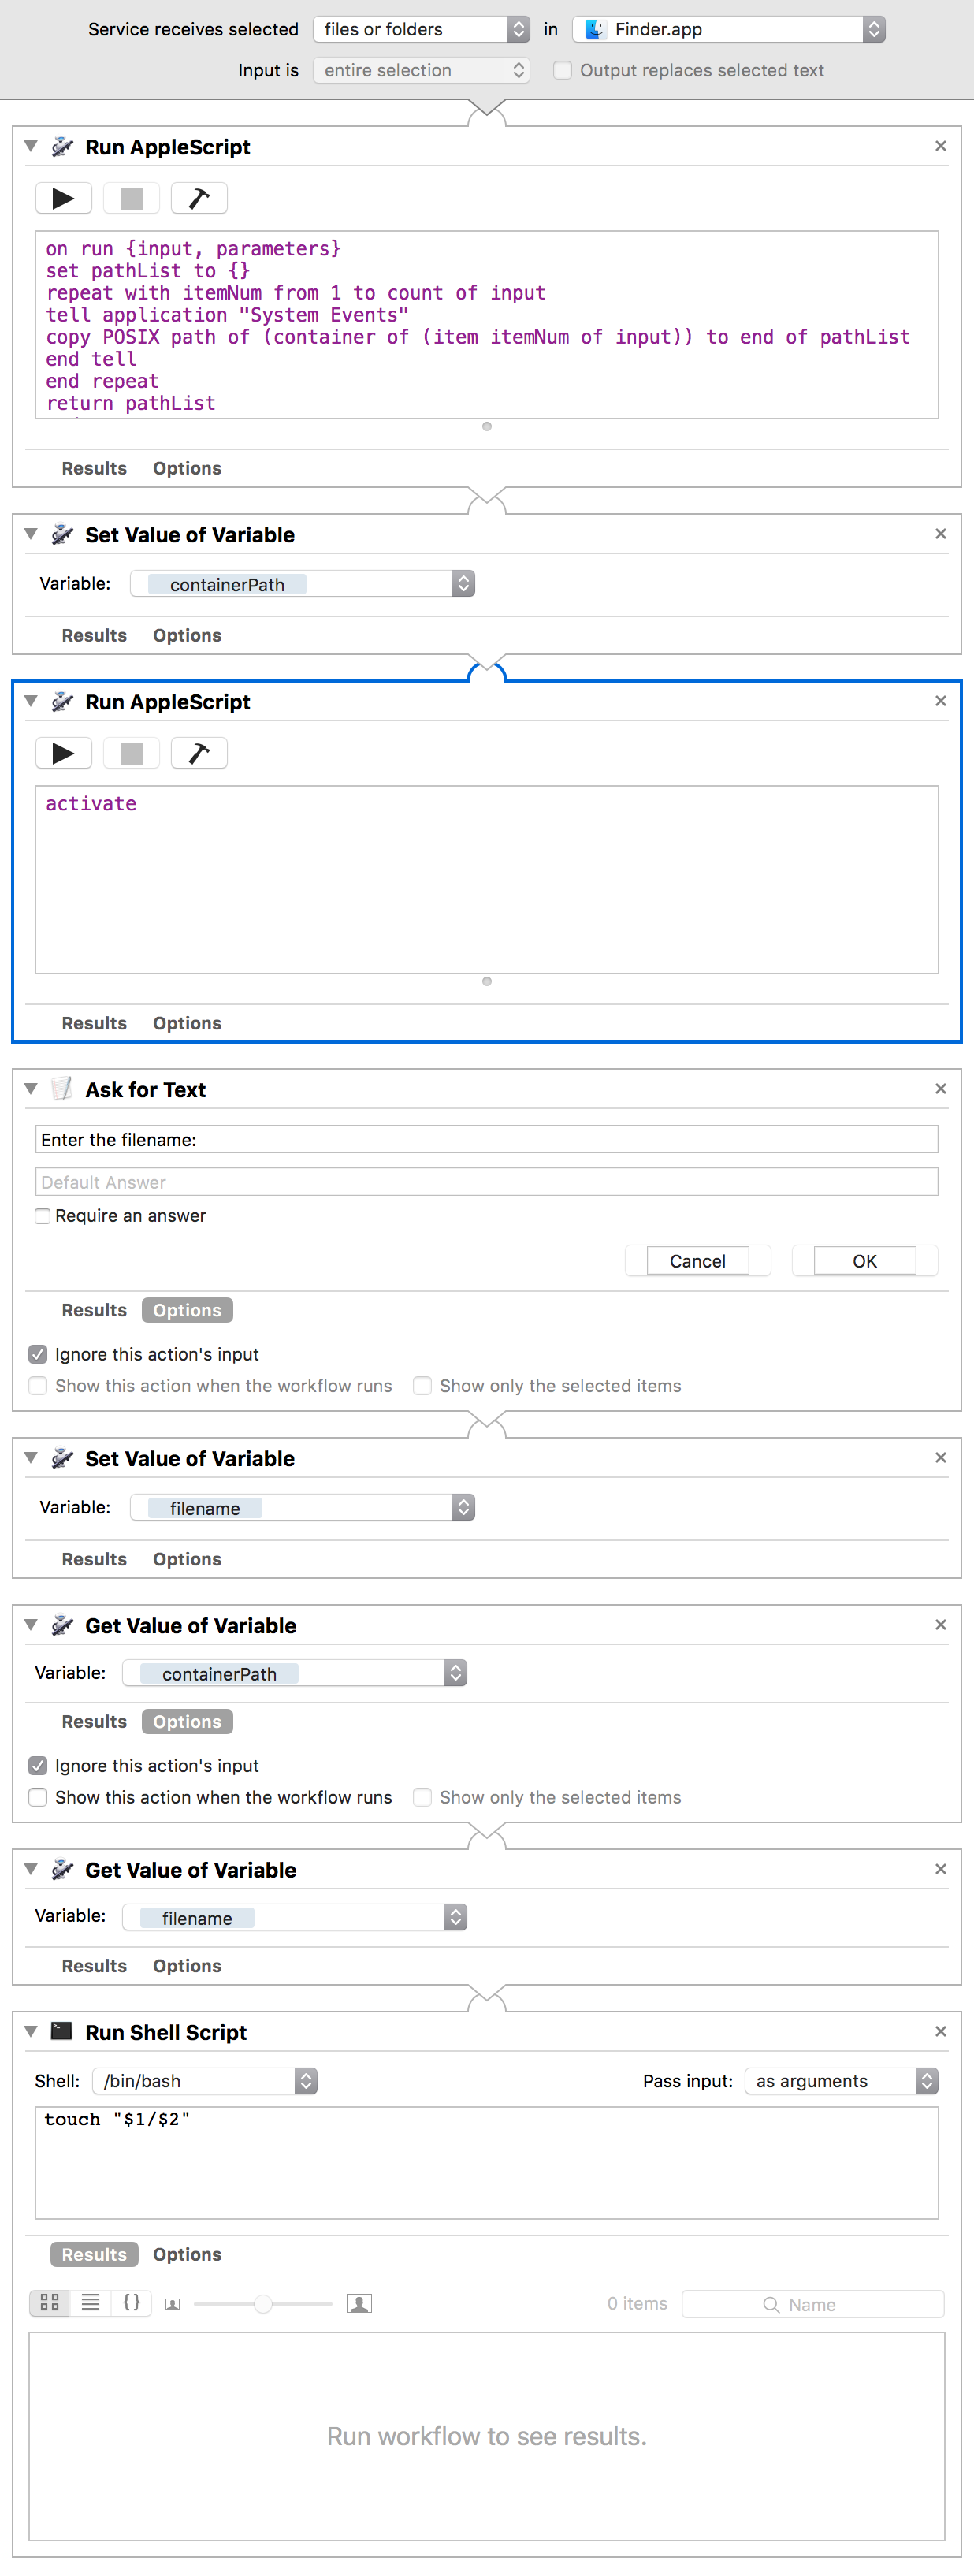 Service receives selected files or folders in Finder.app
Input is entire selection Output replaces selected text
Run AppleScript
on run {input, parameters}
set pathList to {}
repeat with itemNum from 1 to count of input
tell application "System Events"
copy POSIX path of (container of (item itemNum of input)) to end of pathList
end tell
end repeat
return pathList
Results Options
Set Value of Variable
Variable: containerPath
Results Options
Run AppleScript
activate
Results Options
Ask for Text
Enter the filename:
Default Answer
Require an answer
Cancel OK
Results Options
Ignore this action's input
Show this action when the workflow runs Show only the selected items
Set Value of Variable
Variable: filename
Results Options
Get Value of Variable
Variable: containerPath
Results Options
Ignore this action's input
Show this action when the workflow runs Show only the selected items
Get Value of Variable
Variable: filename
Results Options
Run Shell Script
Shell: /bin/bash Pass input: as arguments
touch "$1/$2"
Results Options
0 items Name
Run workflow to see results.